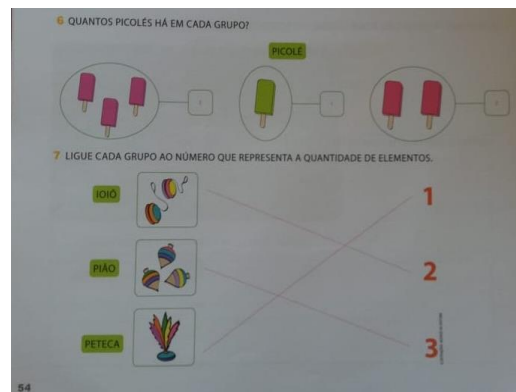 6 QUANTOS PICOLÉS HÁ EM CADA GRUPO?
PICOLÉ
7 LIGUE CADA GRUPO AO NÚMERO QUE REPRESENTA A QUANTIDADE DE ELEMENTOS.
IOIÔ
1
PIÃO
2
PETECA
3
54